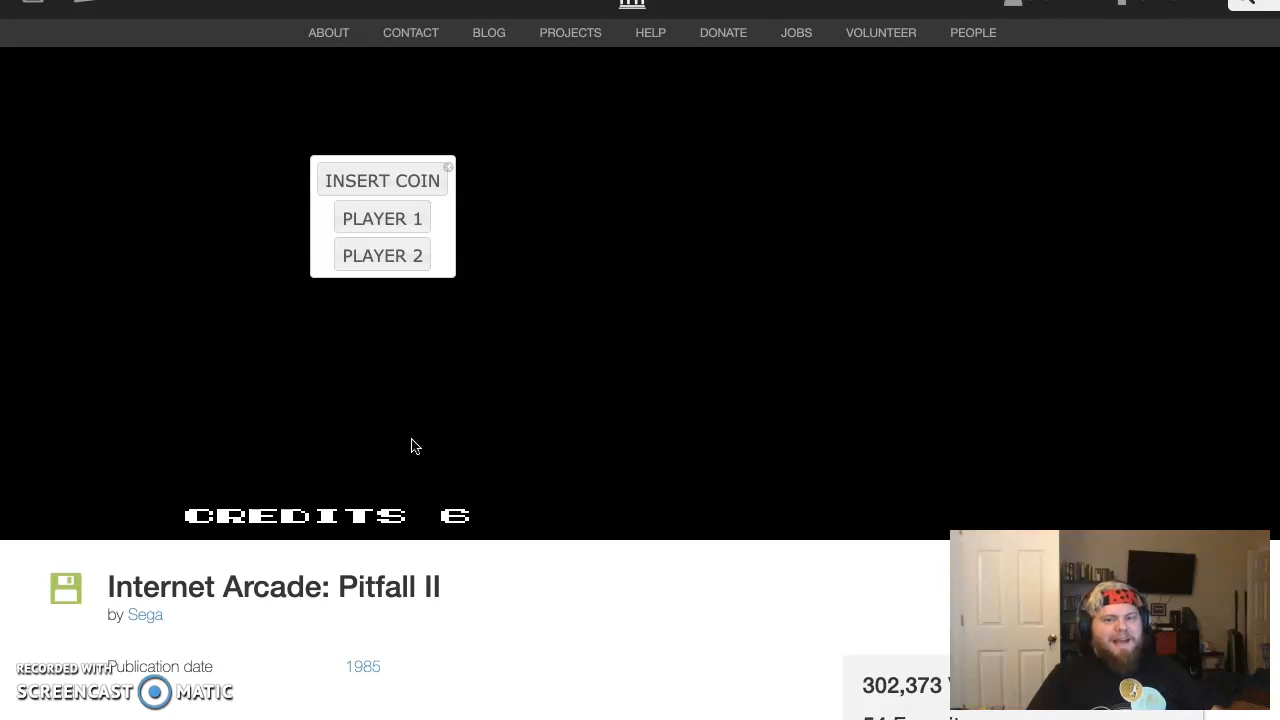 ABOUT CONTACT BLOG PROJECTS HELP DONATE JOBS VOLUNTEER PEOPLE
INSERT COIN
PLAYER 1
PLAYER 2
CREDITS 6
Internet Arcade: Pitfall II
by Sega
Publication date 1985
302,373
RECORDED WITH
SCREENCAST MATIC